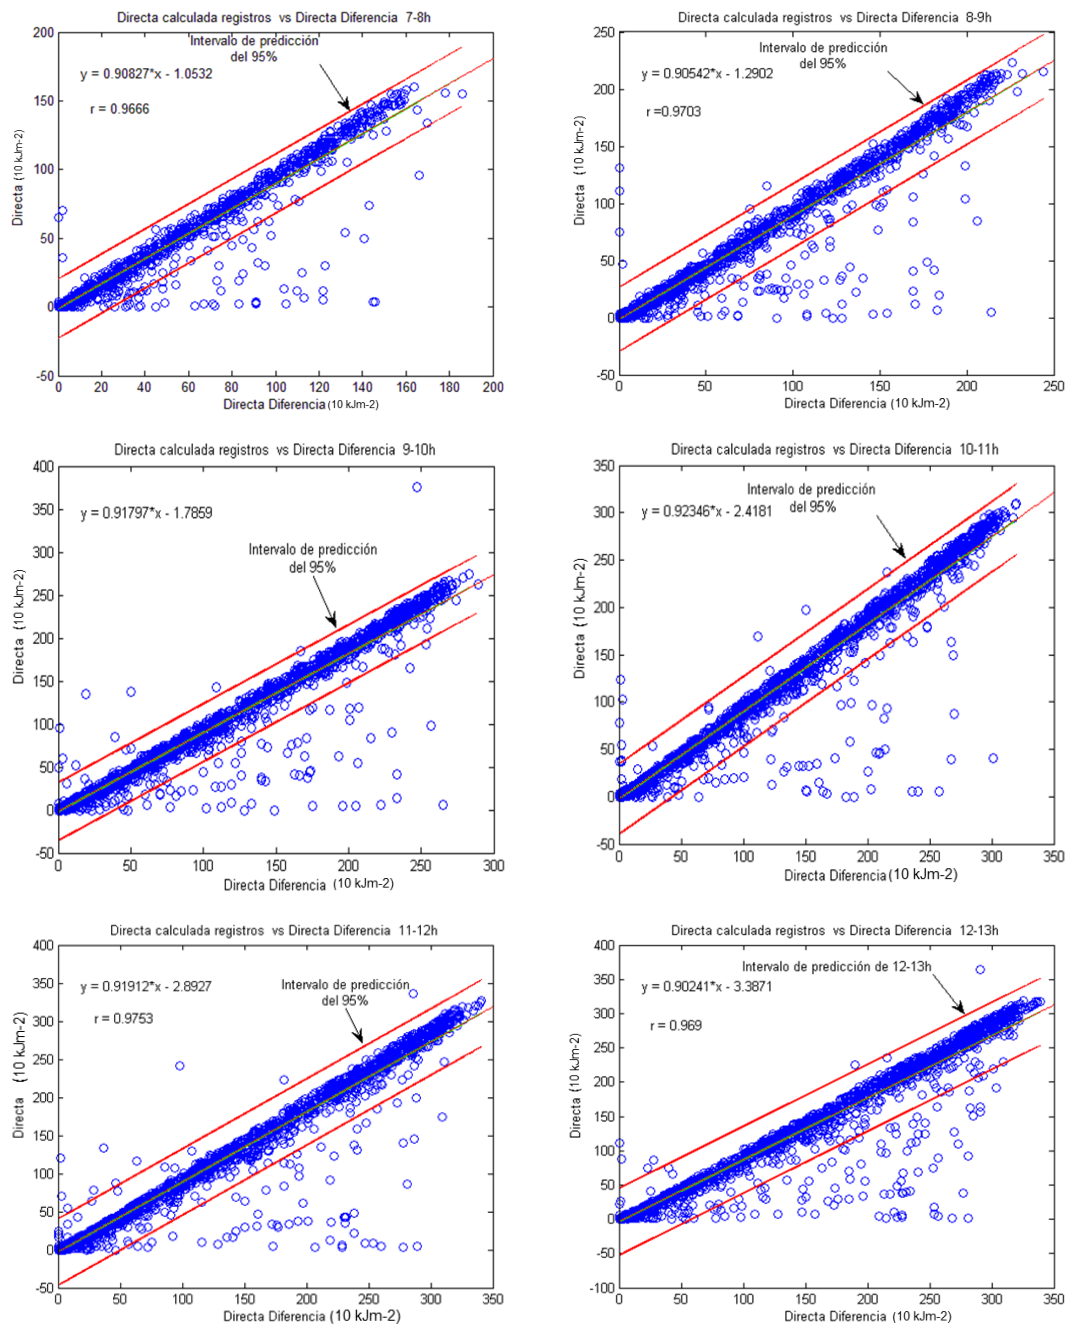 Directa calculada registros vs Directa Diferencia 7-8h
200
150
100
50
0
-50
Intervalo de predicción
del 95%
y = 0.90827*x - 1.0532
r = 0.9666
Directa (10 kJm-2)
0 20 40 60 80 100 120 140 160 180 200
Directa Diferencia (10 kJm-2)
Directa calculada registros vs Directa Diferencia 8-9h
250
200
150
100
50
0
-50
Intervalo de predicción
del 95%
y = 0.90542*x - 1.2902
r =0.9703
Directa (10 kJm-2)
0 50 100 150 200 250
Directa Diferencia (10 kJm-2)
Directa calculada registros vs Directa Diferencia 9-10h
400
350
300
250
200
150
100
50
0
-50
y = 0.91797*x - 1.7859
Intervalo de predicción
del 95%
Directa (10 kJm-2)
0 50 100 150 200 250 300
Directa Diferencia (10 kJm-2)
Directa calculada registros vs Directa Diferencia 10-11h
350
300
250
200
150
100
50
0
-50
Intervalo de predicción
del 95%
y = 0.92346*x - 2.4181
Directa (10 kJm-2)
0 50 100 150 200 250 300 350
Directa Diferencia (10 kJm-2)
Directa calculada registros vs Directa Diferencia 11-12h
400
350
300
250
200
150
100
50
0
-50
y = 0.91912*x - 2.8927
r = 0.9753
Intervalo de predicción
del 95%
Directa (10 kJm-2)
0 50 100 150 200 250 300 350
Directa Diferencia (10 kJm-2)
Directa calculada registros vs Directa Diferencia 12-13h
400
350
300
250
200
150
100
50
0
-50
-100
Intervalo de predicción de 12-13h
y = 0.90241*x - 3.3871
r = 0.969
Directa (10 kJm-2)
0 50 100 150 200 250 300 350
Directa Diferencia (10 kJm-2)